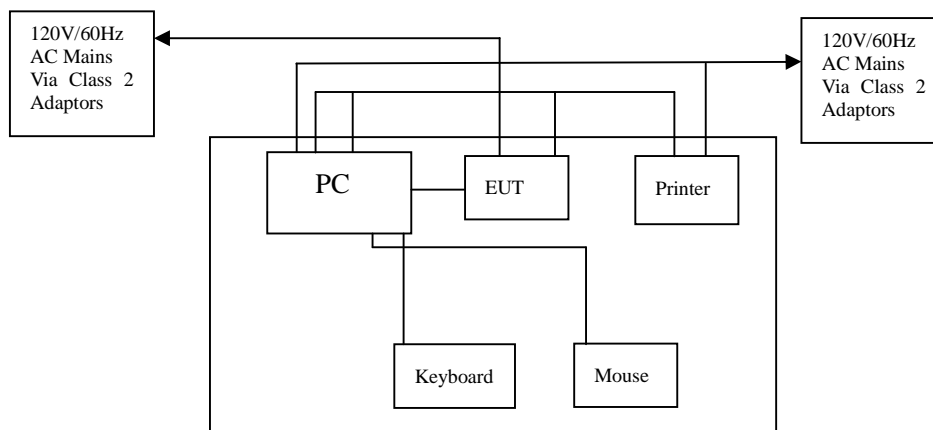 120V/60Hz
AC Mains
Via Class 2
Adaptors
120V/60Hz
AC Mains
Via Class 2
Adaptors
PC
EUT
Printer
Keyboard
Mouse